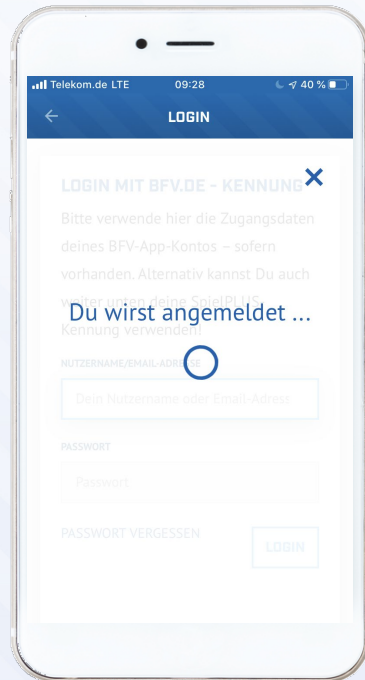 Telekom.de LTE 09:28 40 %
LOGIN
LOGIN MIT BFV.DE - KENNUNG
Bitte verwende hier die Zugangsdaten
deines BFV-App-Kontos – sofern
vorhanden. Alternativ kannst Du auch
weiter unten deine SpielPLUS-
Du wirst angemeldet ...
Kennung verwenden!
NUTZERNAME/EMAIL-ADRESSE
Dein Nutzername oder Email-Adress
PASSWORT
Passwort
PASSWORT VERGESSEN
LOGIN